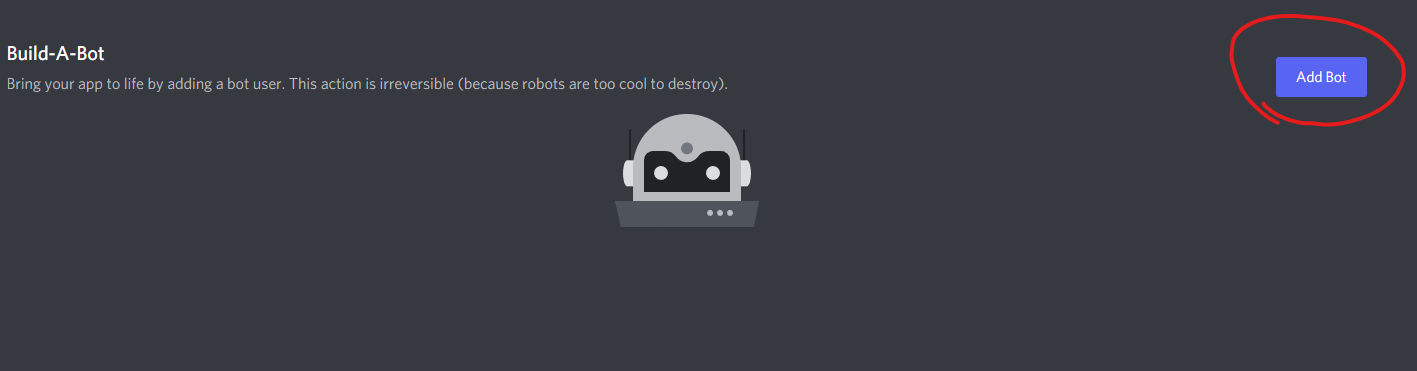 Build-A-Bot
Bring your app to life by adding a bot user. This action is irreversible (because robots are too cool to destroy).
Add Bot